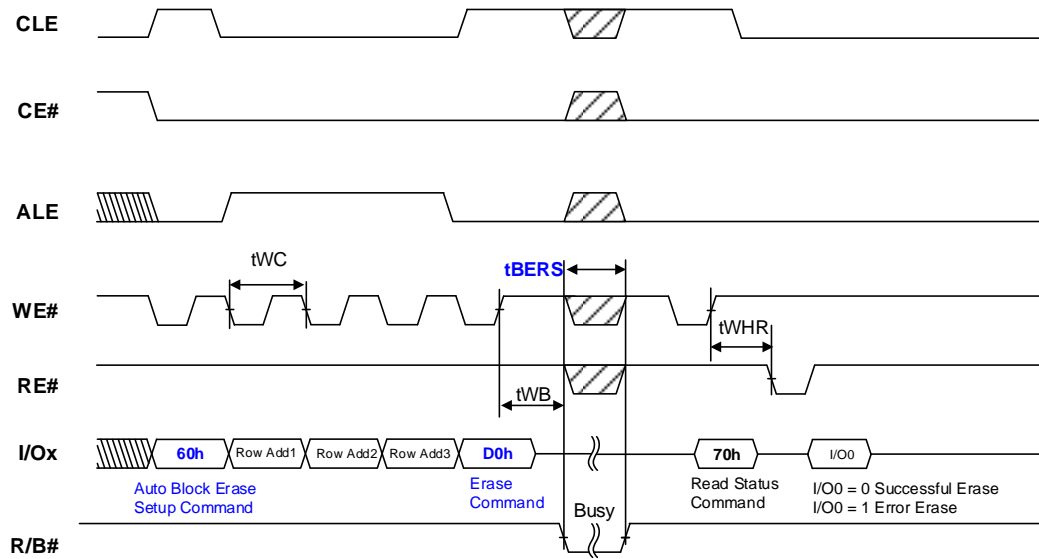 CLE
CE#
ALE
tWC
tBERS
WE#
tWHR
RE#
tWB
I/Ox
60h
Row Add1
Row Add2
Row Add3
D0h
70h
I/O0
Auto Block Erase
Setup Command
Erase
Command
Read Status
Command
I/O0 = 0 Successful Erase
I/O0 = 1 Error Erase
Busy
R/B#